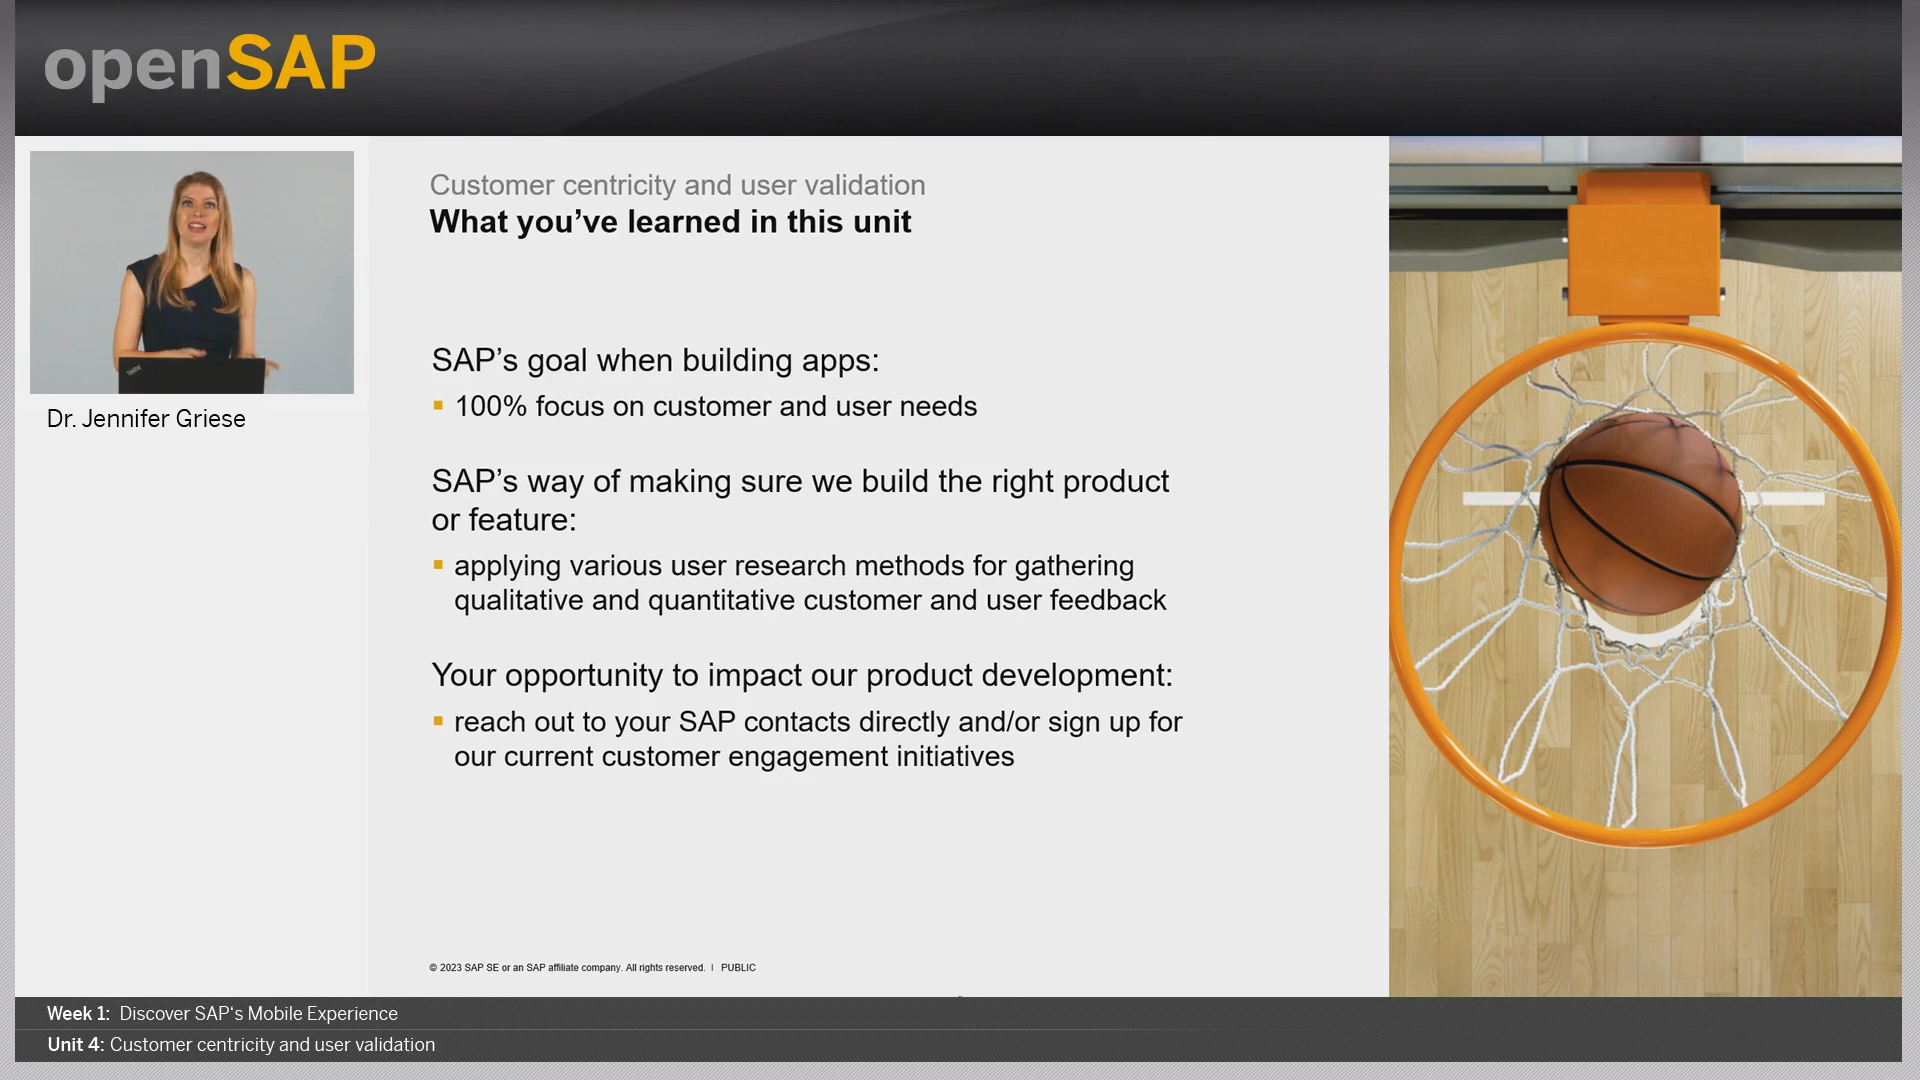 openSAP
Dr. Jennifer Griese
Customer centricity and user validation
What you’ve learned in this unit
SAP’s goal when building apps:
▪ 100% focus on customer and user needs
SAP’s way of making sure we build the right product
or feature:
▪ applying various user research methods for gathering
qualitative and quantitative customer and user feedback
Your opportunity to impact our product development:
▪ reach out to your SAP contacts directly and/or sign up for
our current customer engagement initiatives
© 2023 SAP SE or an SAP affiliate company. All rights reserved. | PUBLIC
Week 1: Discover SAP‘s Mobile Experience
Unit 4: Customer centricity and user validation